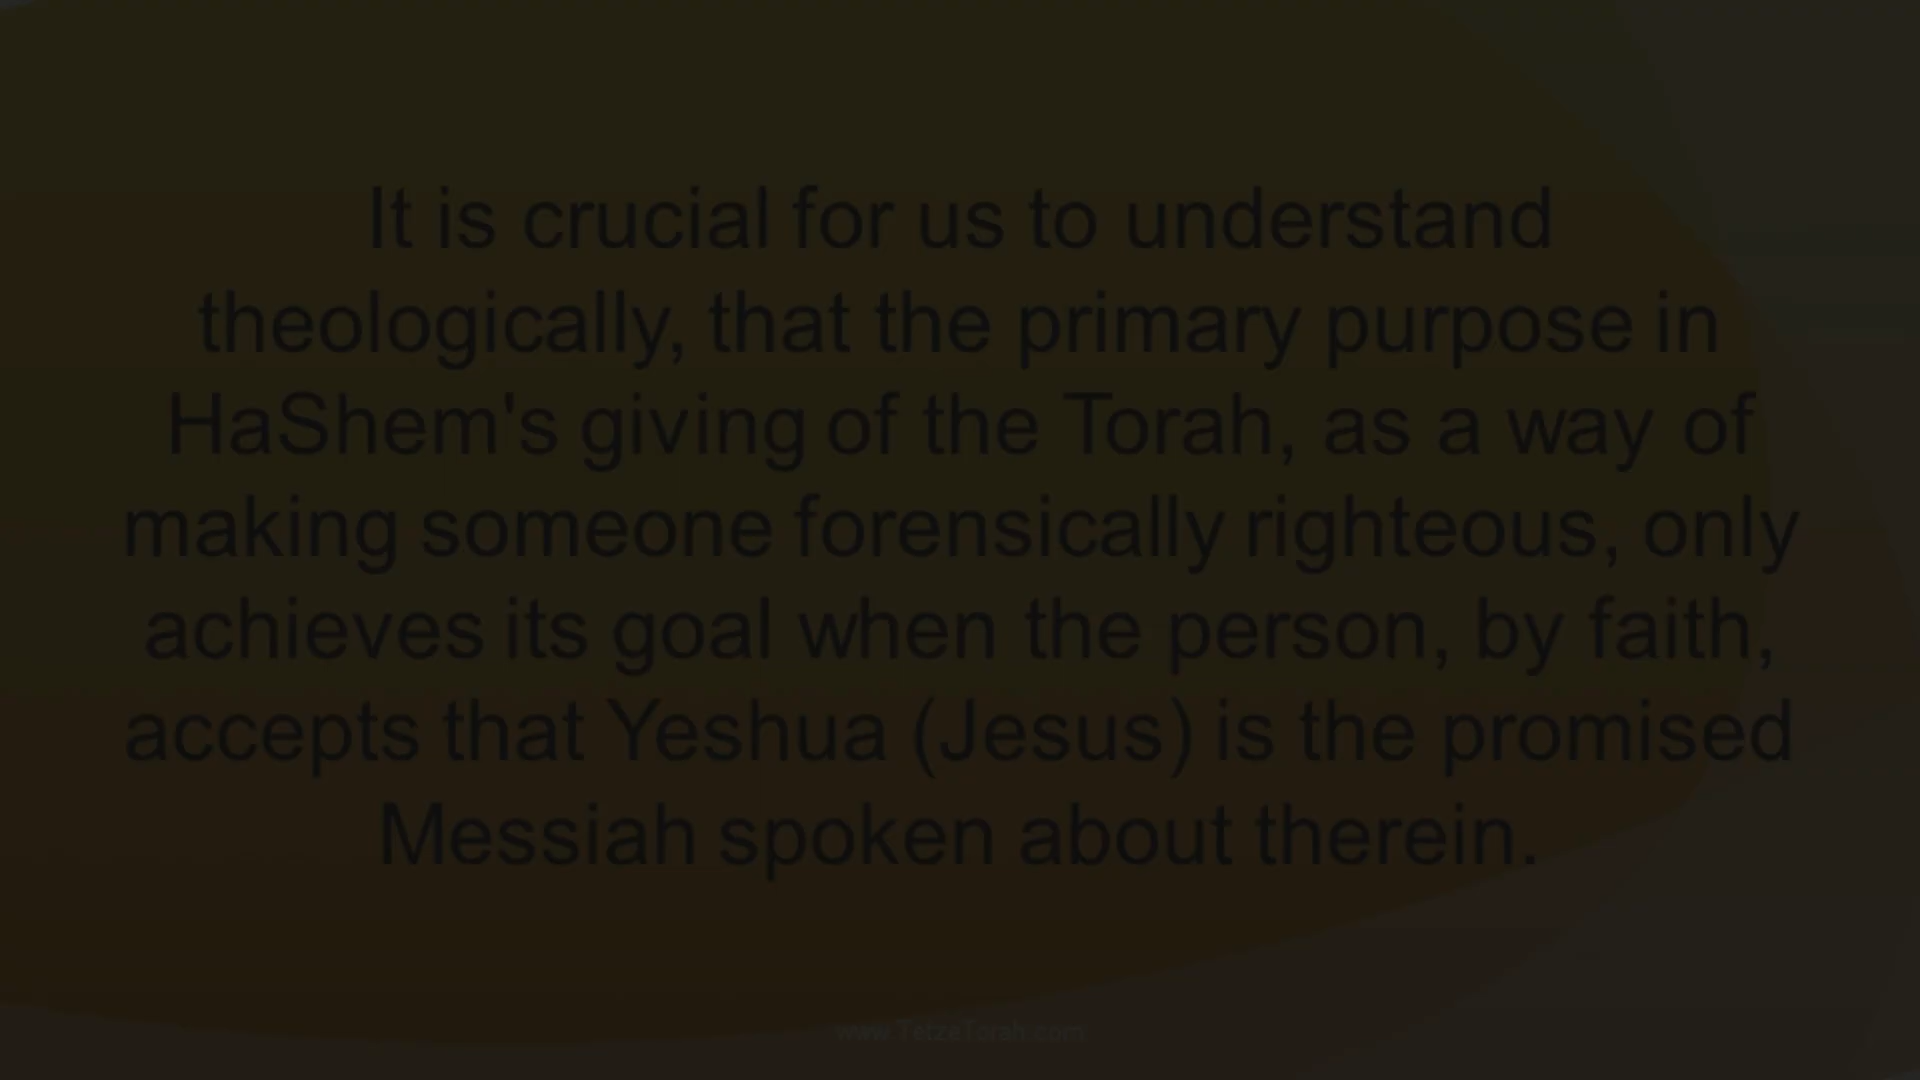 It is crucial for us to understand
theologically, that the primary purpose in
HaShem's giving of the Torah, as a way of
making someone forensically righteous, only
achieves its goal when the person, by faith,
accepts that Yeshua (Jesus) is the promised
Messiah spoken about therein.
www.TetzeTorah.com